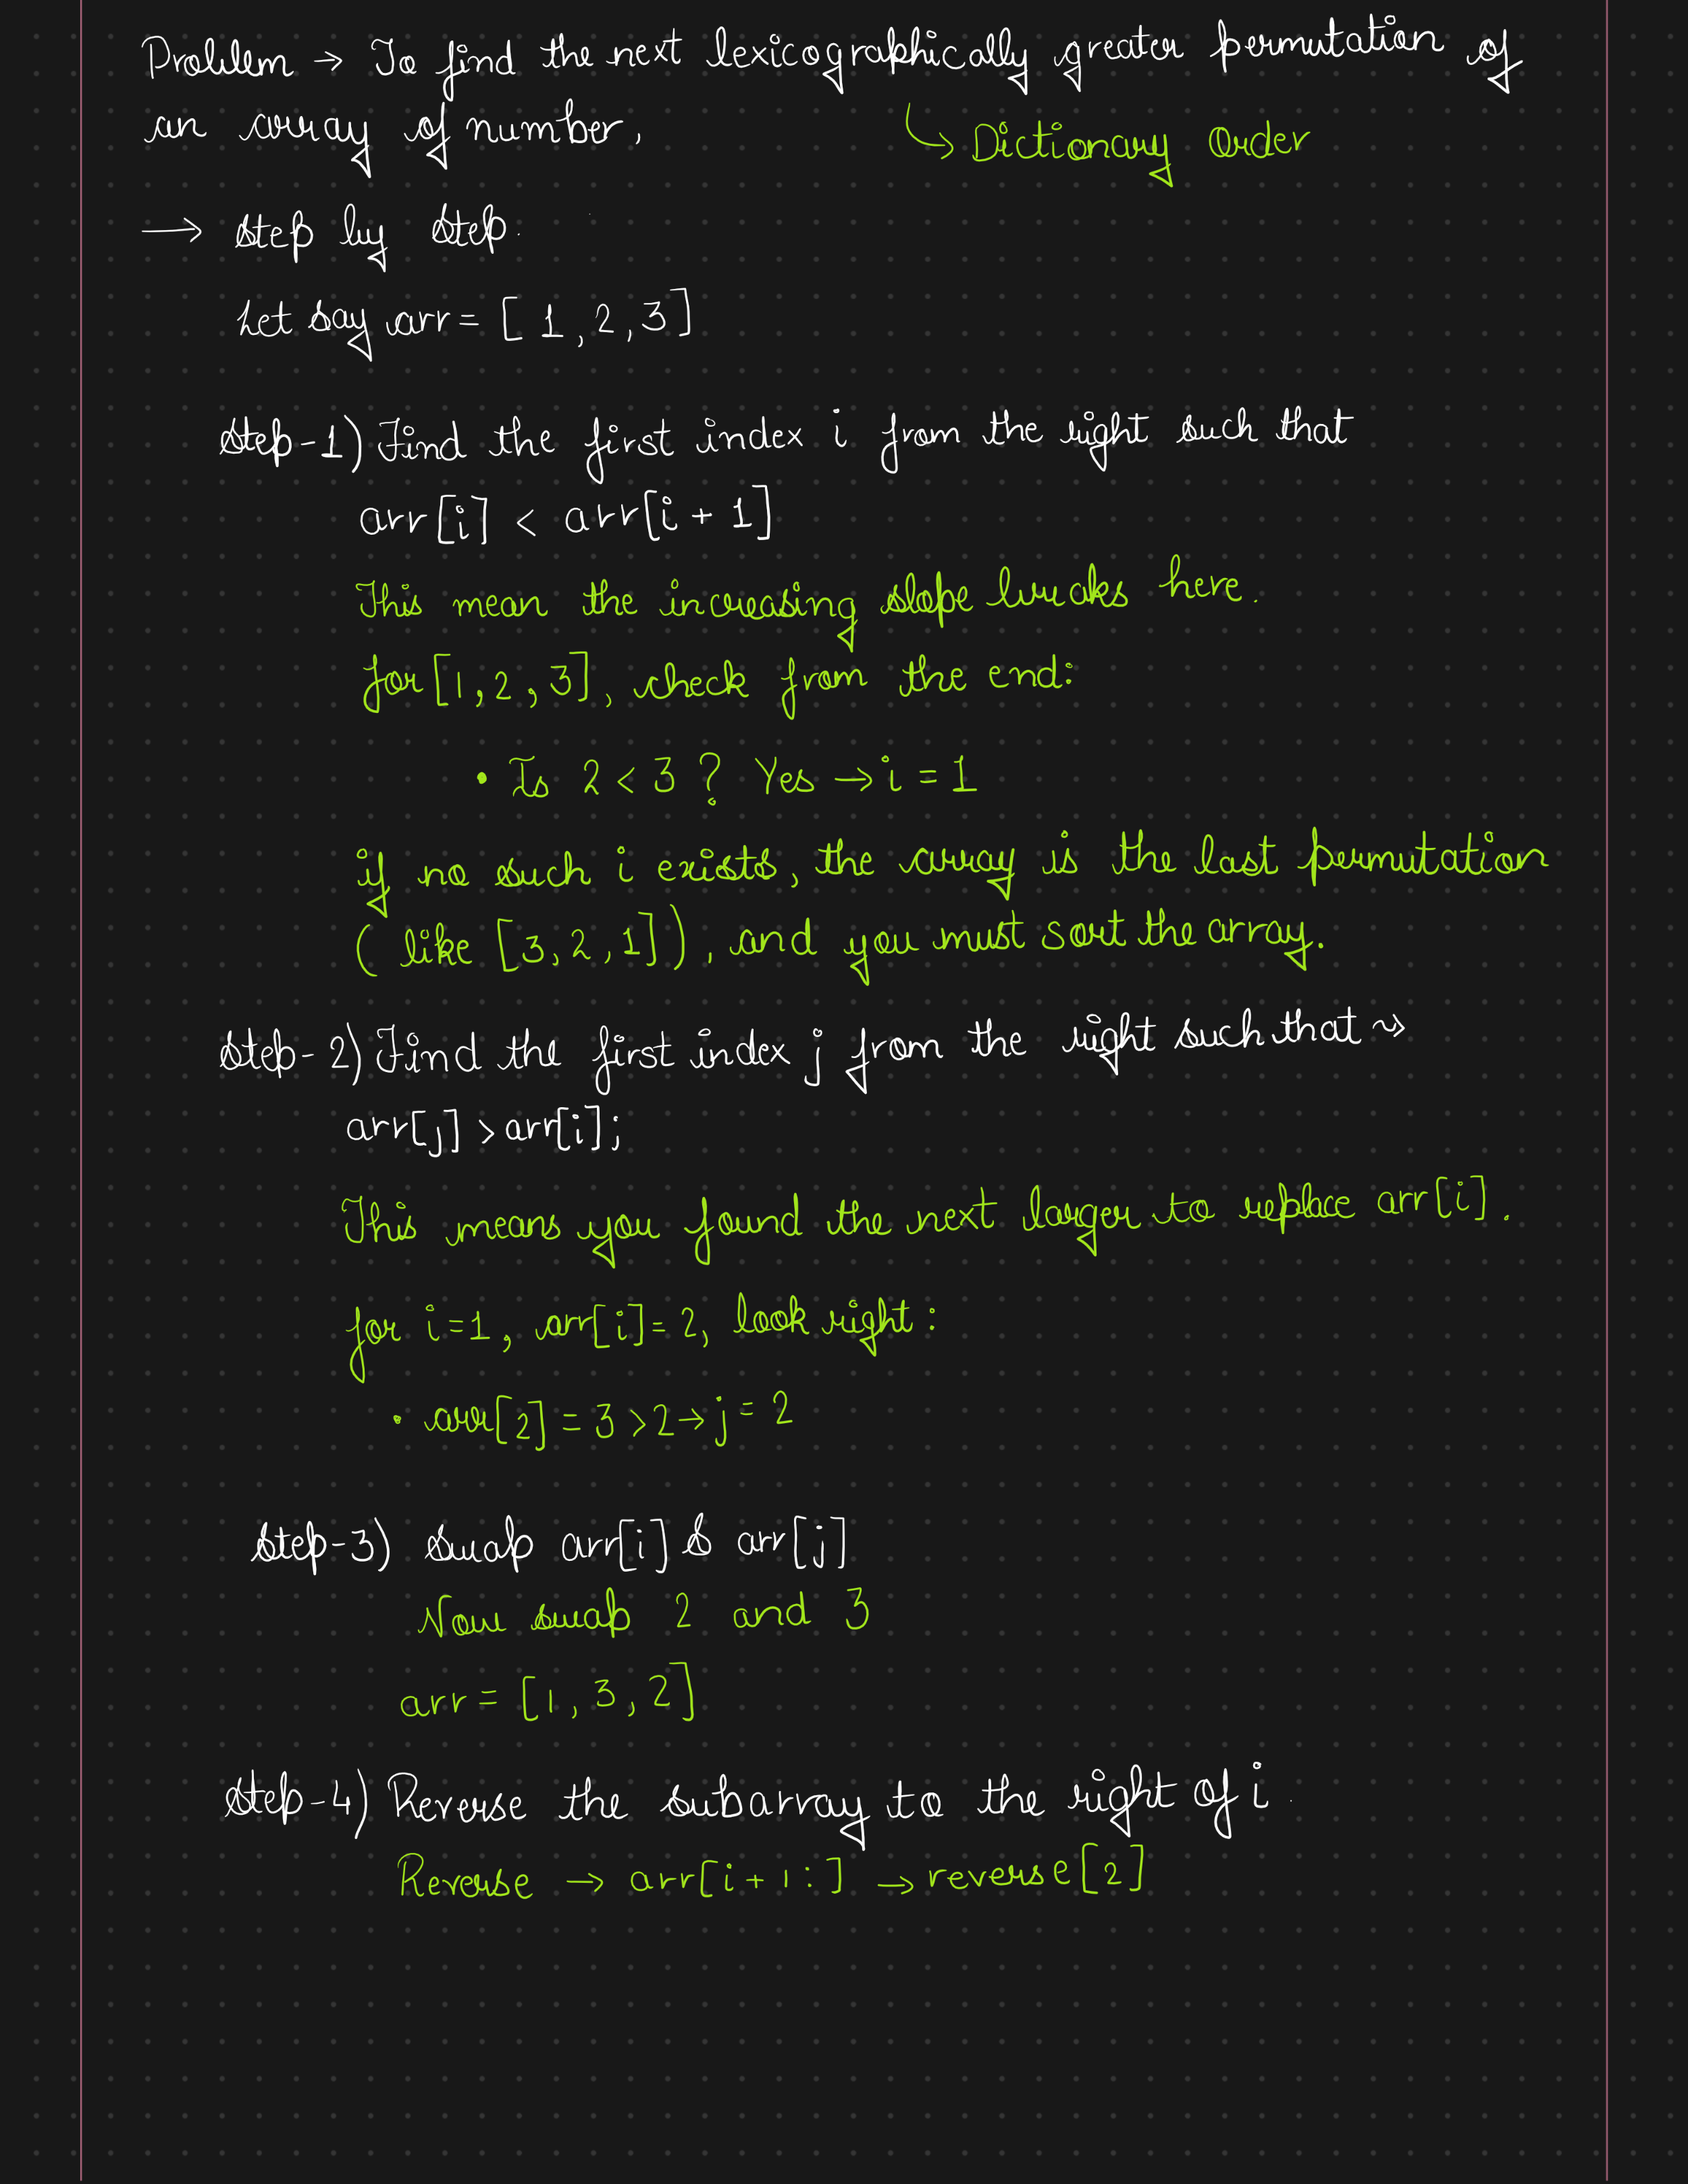 Problem → To find the next lexicographically greater permutation of
an array of number,
↳ Dictionary Order
→ Step by Step.
Let say arr = [ 1, 2, 3]
Step-1) Find the first index i from the right such that
arr[i] < arr[i + 1]
This mean the increasing slope breaks here.
for [1, 2, 3], check from the end:
• Is 2 < 3 ? Yes → i = 1
if no such i exists, the array is the last permutation
( like [3, 2, 1]), and you must sort the array.
Step-2) Find the first index j from the right such that ⤳
arr[j] > arr[i];
This means you found the next larger to replace arr[i].
for i=1, arr[i]= 2, look right:
• arr[2] = 3 > 2 → j = 2
Step-3) Swap arr[i] & arr[j]
Now swap 2 and 3
arr = [1, 3, 2]
Step-4) Reverse the subarray to the right of i.
Reverse → arr[i + 1 :] → reverse [2]